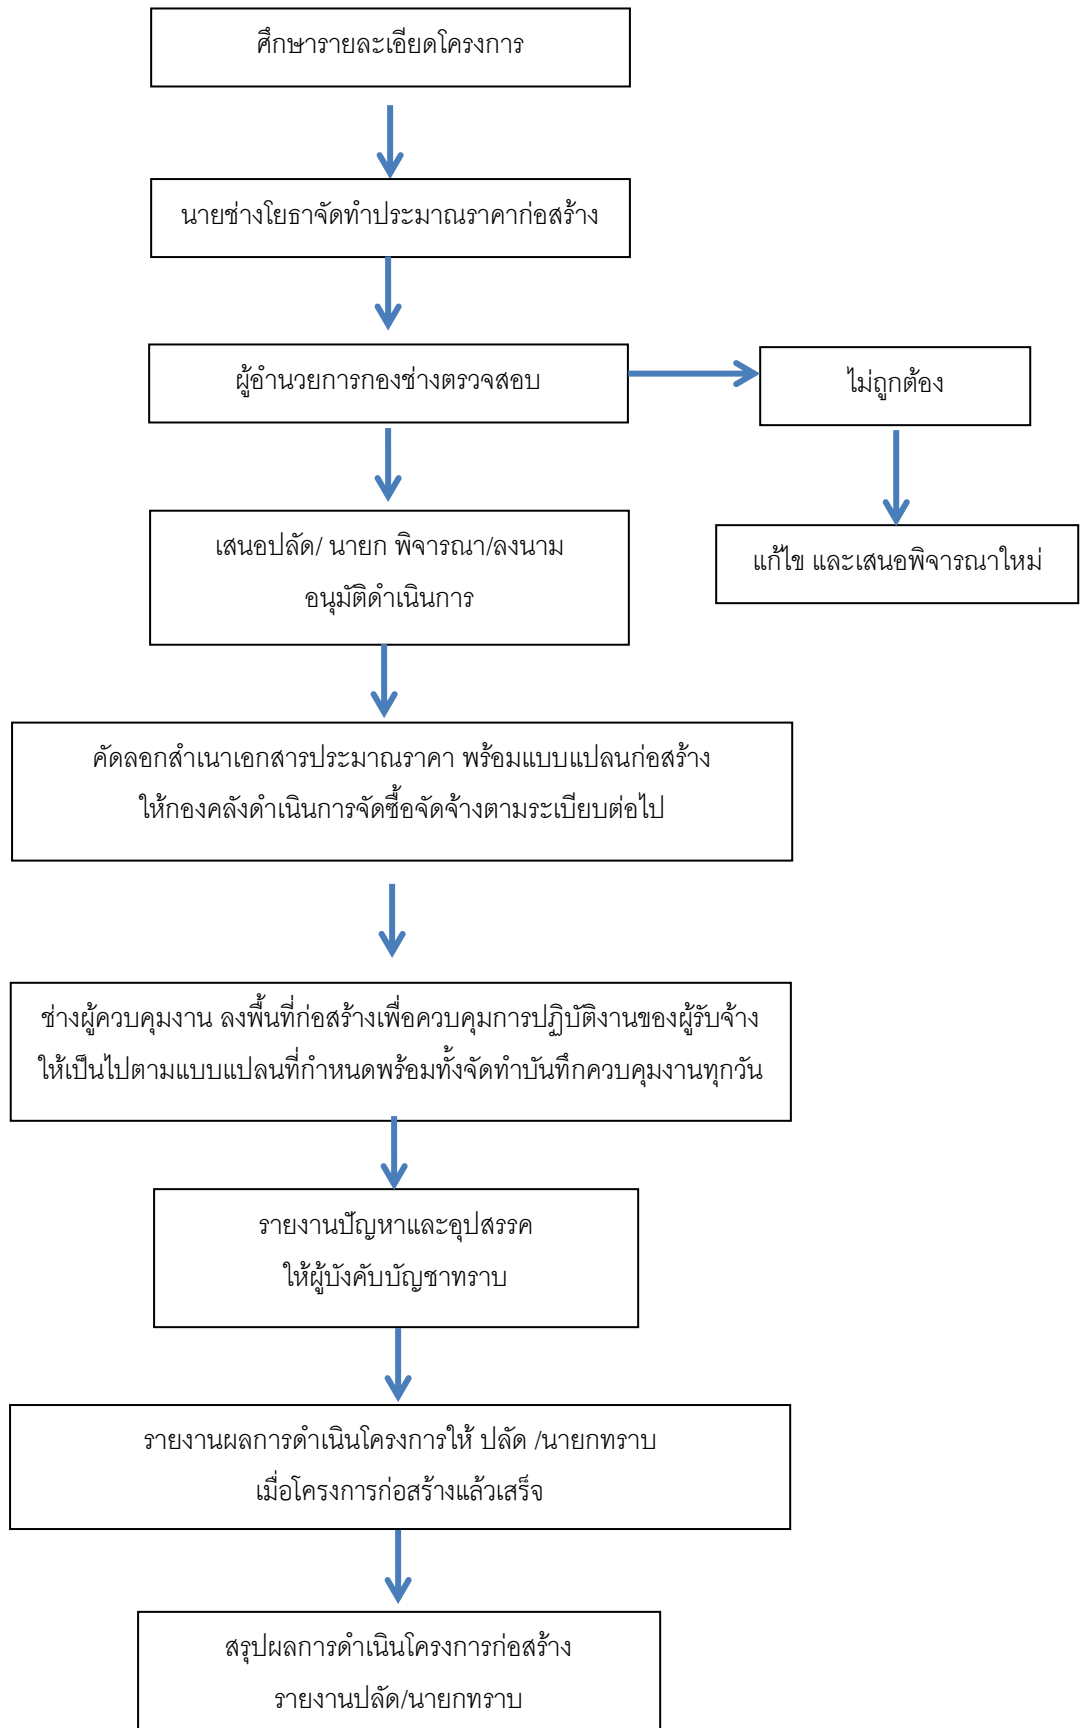 ศึกษารายละเอียดโครงการ
นายช่างโยธาจัดทำประมาณราคาก่อสร้าง
ผู้อำนวยการกองช่างตรวจสอบ
ไม่ถูกต้อง
เสนอปลัด/ นายก พิจารณา/ลงนาม
อนุมัติดำเนินการ
แก้ไข และเสนอพิจารณาใหม่
คัดลอกสำเนาเอกสารประมาณราคา พร้อมแบบแปลนก่อสร้าง
ให้กองคลังดำเนินการจัดซื้อจัดจ้างตามระเบียบต่อไป
ช่างผู้ควบคุมงาน ลงพื้นที่ก่อสร้างเพื่อควบคุมการปฏิบัติงานของผู้รับจ้าง
ให้เป็นไปตามแบบแปลนที่กำหนดพร้อมทั้งจัดทำบันทึกควบคุมงานทุกวัน
รายงานปัญหาและอุปสรรค
ให้ผู้บังคับบัญชาทราบ
รายงานผลการดำเนินโครงการให้ ปลัด /นายกทราบ
เมื่อโครงการก่อสร้างแล้วเสร็จ
สรุปผลการดำเนินโครงการก่อสร้าง
รายงานปลัด/นายกทราบ